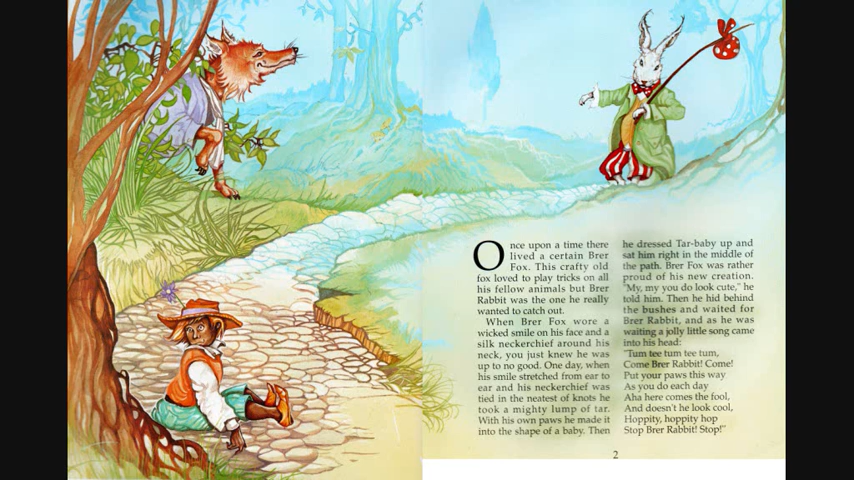 Once upon a time there
lived a certain Brer
Fox. This crafty old
fox loved to play tricks on all
his fellow animals but Brer
Rabbit was the one he really
wanted to catch out.
When Brer Fox wore a
wicked smile on his face and a
silk neckerchief around his
neck, you just knew he was
up to no good. One day, when
his smile stretched from ear to
ear and his neckerchief was
tied in the neatest of knots he
took a mighty lump of tar.
With his own paws he made it
into the shape of a baby. Then
he dressed Tar-baby up and
sat him right in the middle of
the path. Brer Fox was rather
proud of his new creation.
"My, my you do look cute," he
told him. Then he hid behind
the bushes and waited for
Brer Rabbit, and as he was
waiting a jolly little song came
into his head:
"Tum tee tum tee tum,
Come Brer Rabbit! Come!
Put your paws this way
As you do each day
Aha here comes the fool,
And doesn't he look cool,
Hoppity, hoppity hop
Stop Brer Rabbit! Stop!"
2